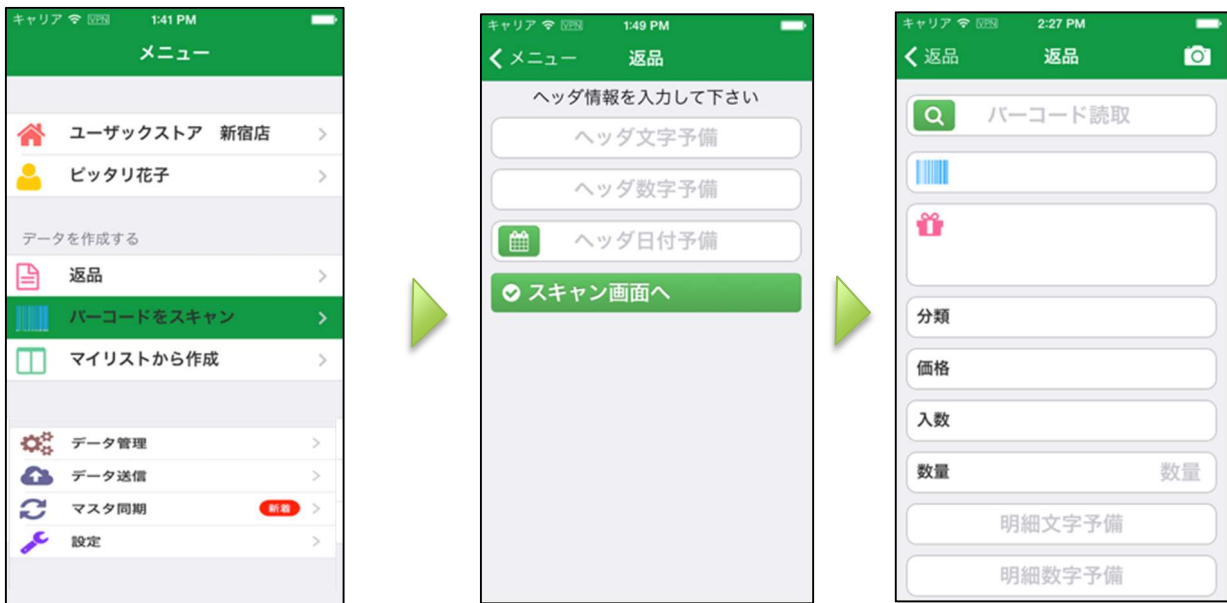 キャリア VPN 1:41 PM
メニュー
ユーザックストア 新宿店
ピッタリ花子
データを作成する
返品
バーコードをスキャン
マイリストから作成
データ管理
データ送信
マスタ同期 新着
設定
キャリア VPN 1:49 PM
メニュー 返品
ヘッダ情報を入力して下さい
ヘッダ文字予備
ヘッダ数字予備
ヘッダ日付予備
スキャン画面へ
キャリア VPN 2:27 PM
返品 返品
バーコード読取
分類
価格
入数
数量 数量
明細文字予備
明細数字予備